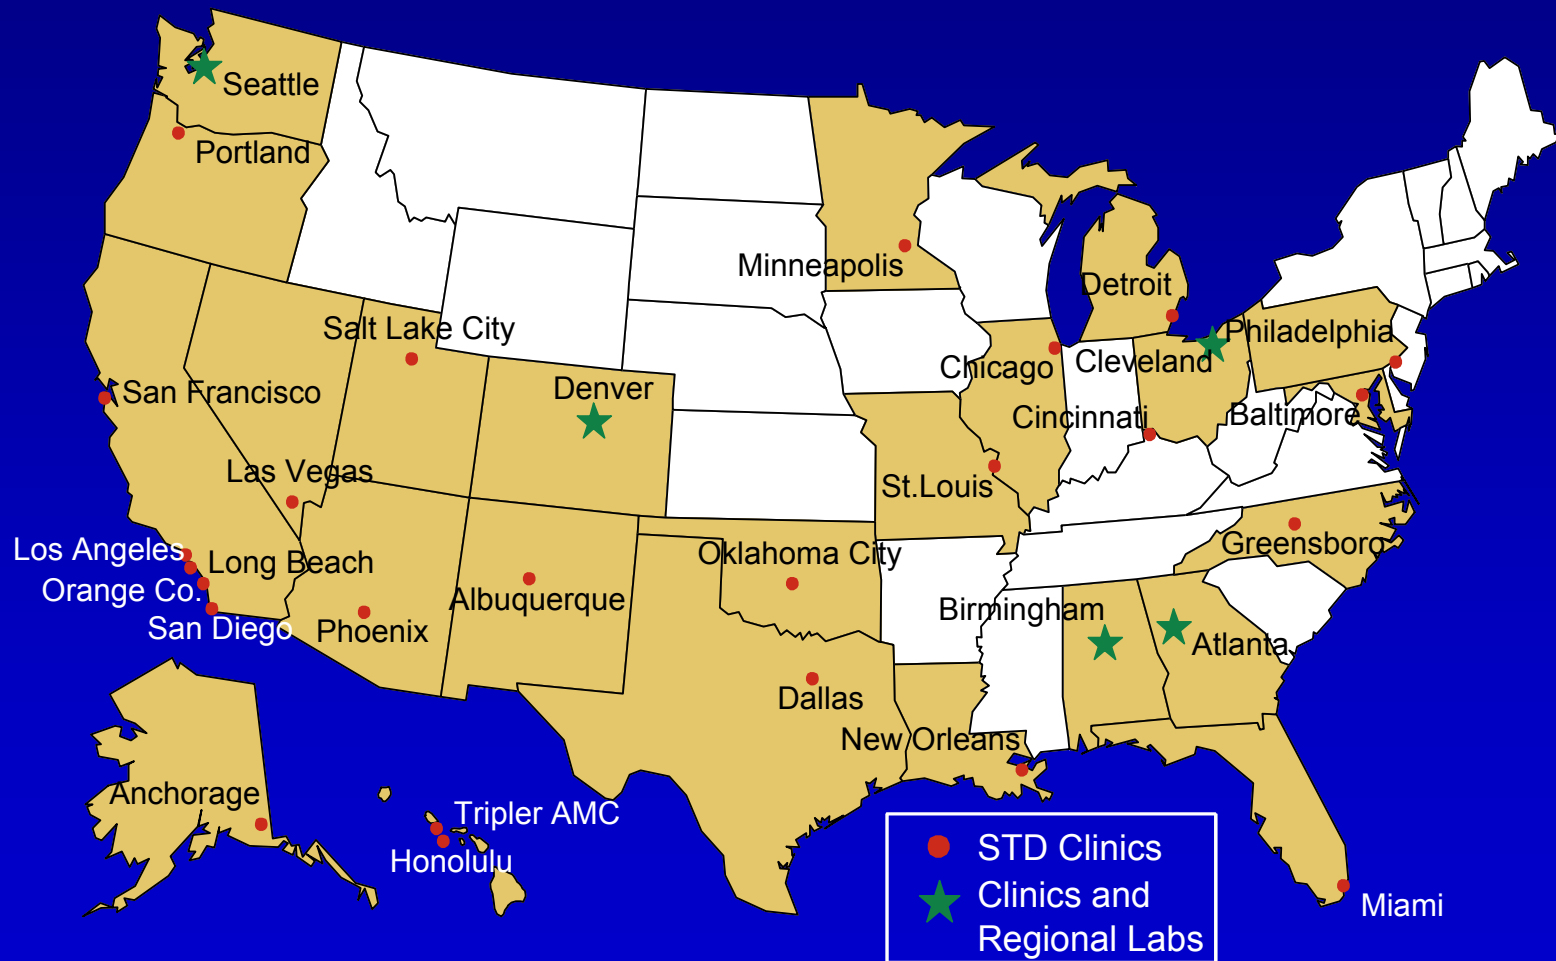 Seattle
Portland
Minneapolis
Detroit
Salt Lake City
Philadelphia
Chicago
Cleveland
San Francisco
Denver
Cincinnati
Baltimore
Las Vegas
St.Louis
Los Angeles
Long Beach
Oklahoma City
Greensboro
Orange Co.
Albuquerque
Birmingham
San Diego
Phoenix
Atlanta
Dallas
New Orleans
Anchorage
Tripler AMC
Honolulu
STD Clinics
Clinics and
Regional Labs
Miami